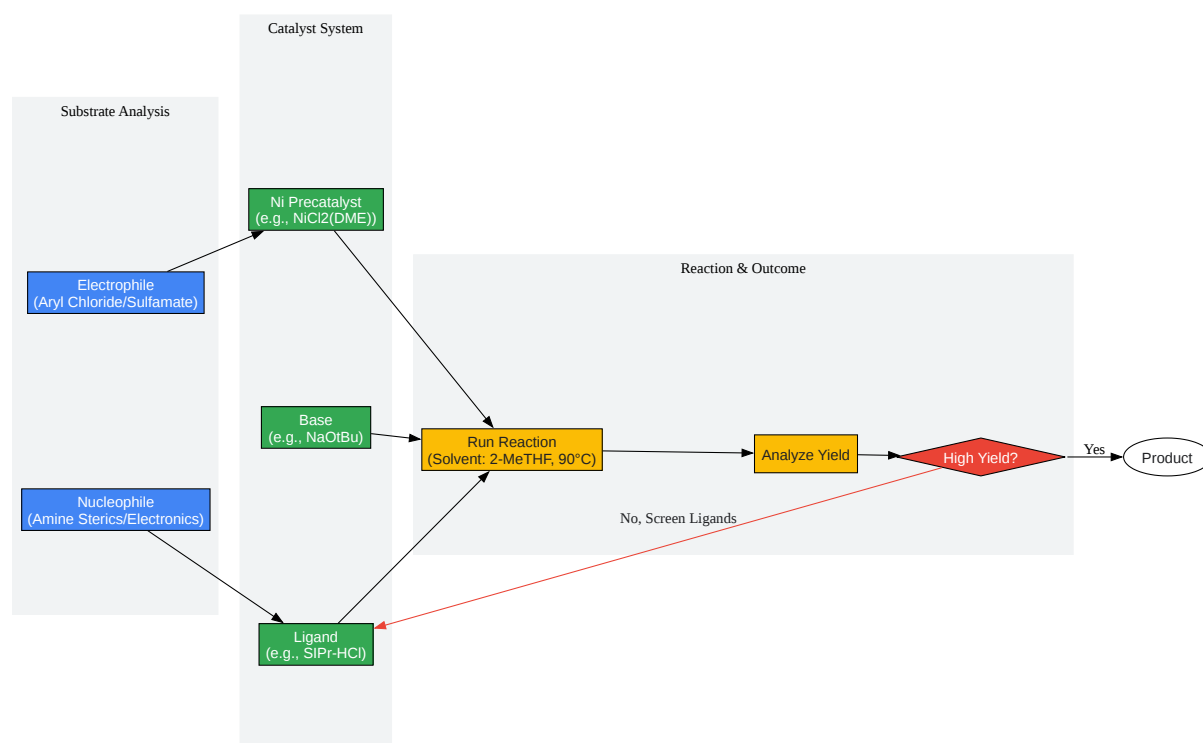 Catalyst System
Substrate Analysis
Ni Precatalyst
(e.g., NiCl2(DME))
Reaction & Outcome
Electrophile
(Aryl Chloride/Sulfamate)
Base
(e.g., NaOtBu)
Run Reaction
(Solvent: 2-MeTHF, 90°C)
Analyze Yield
High Yield?
Yes
Product
Nucleophile
(Amine Sterics/Electronics)
No, Screen Ligands
Ligand
(e.g., SIPr-HCl)